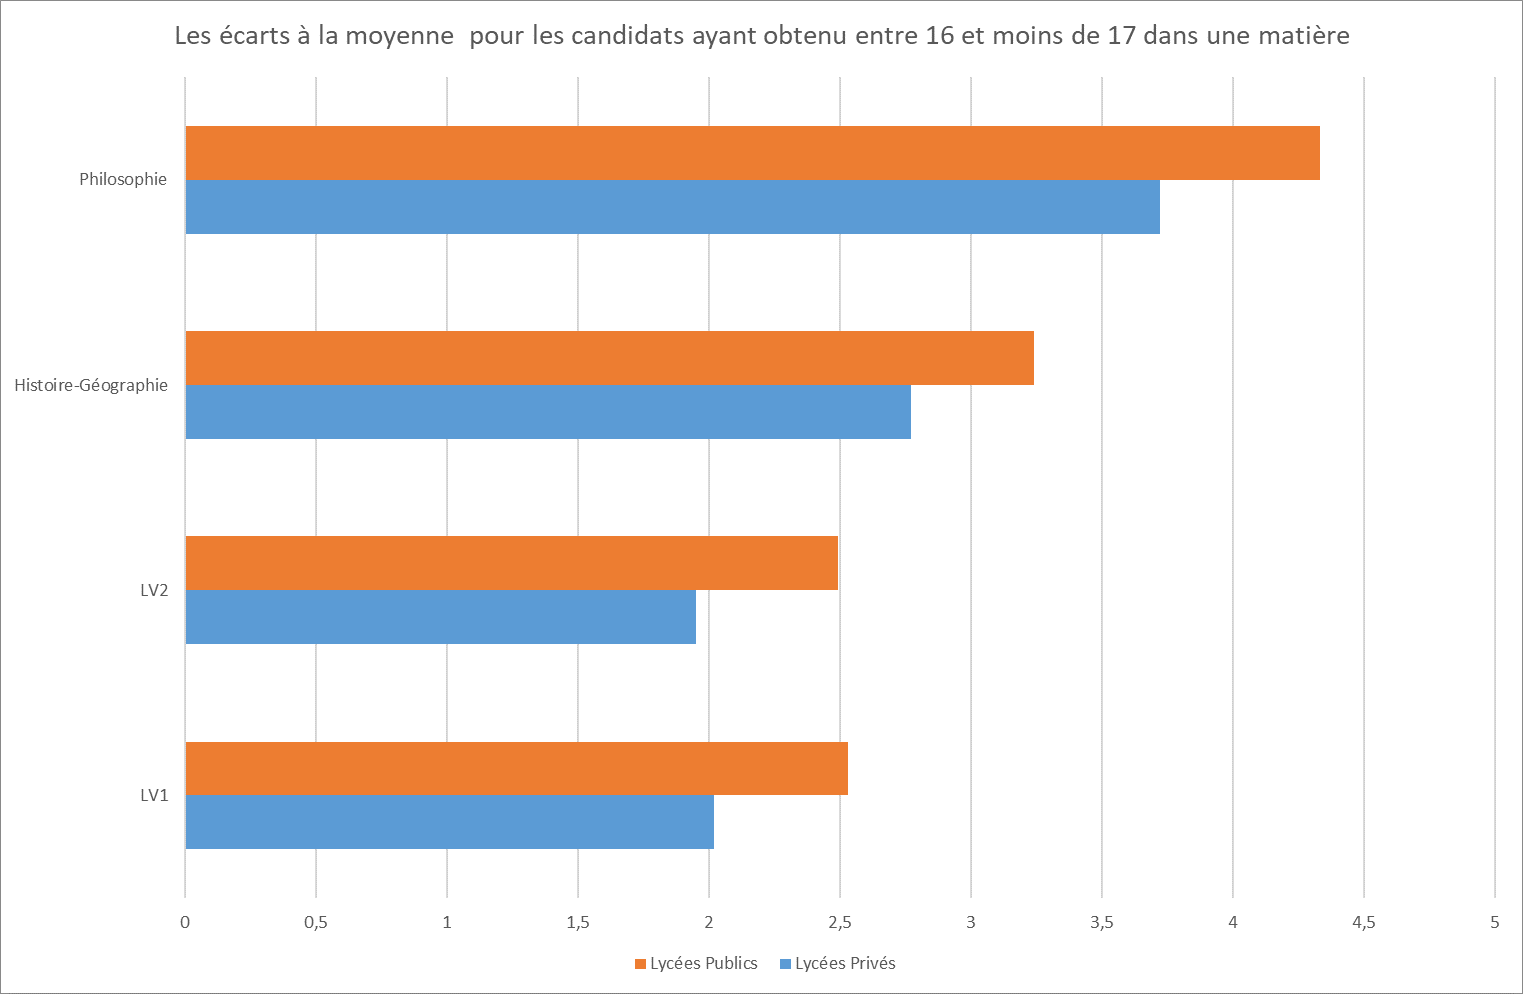 Les écarts à la moyenne  pour les candidats ayant obtenu entre 16 et moins de 17 dans une matière
Philosophie
Histoire-Géographie
LV2
LV1
0 0,5 1 1,5 2 2,5 3 3,5 4 4,5 5
Lycées Publics Lycées Privés